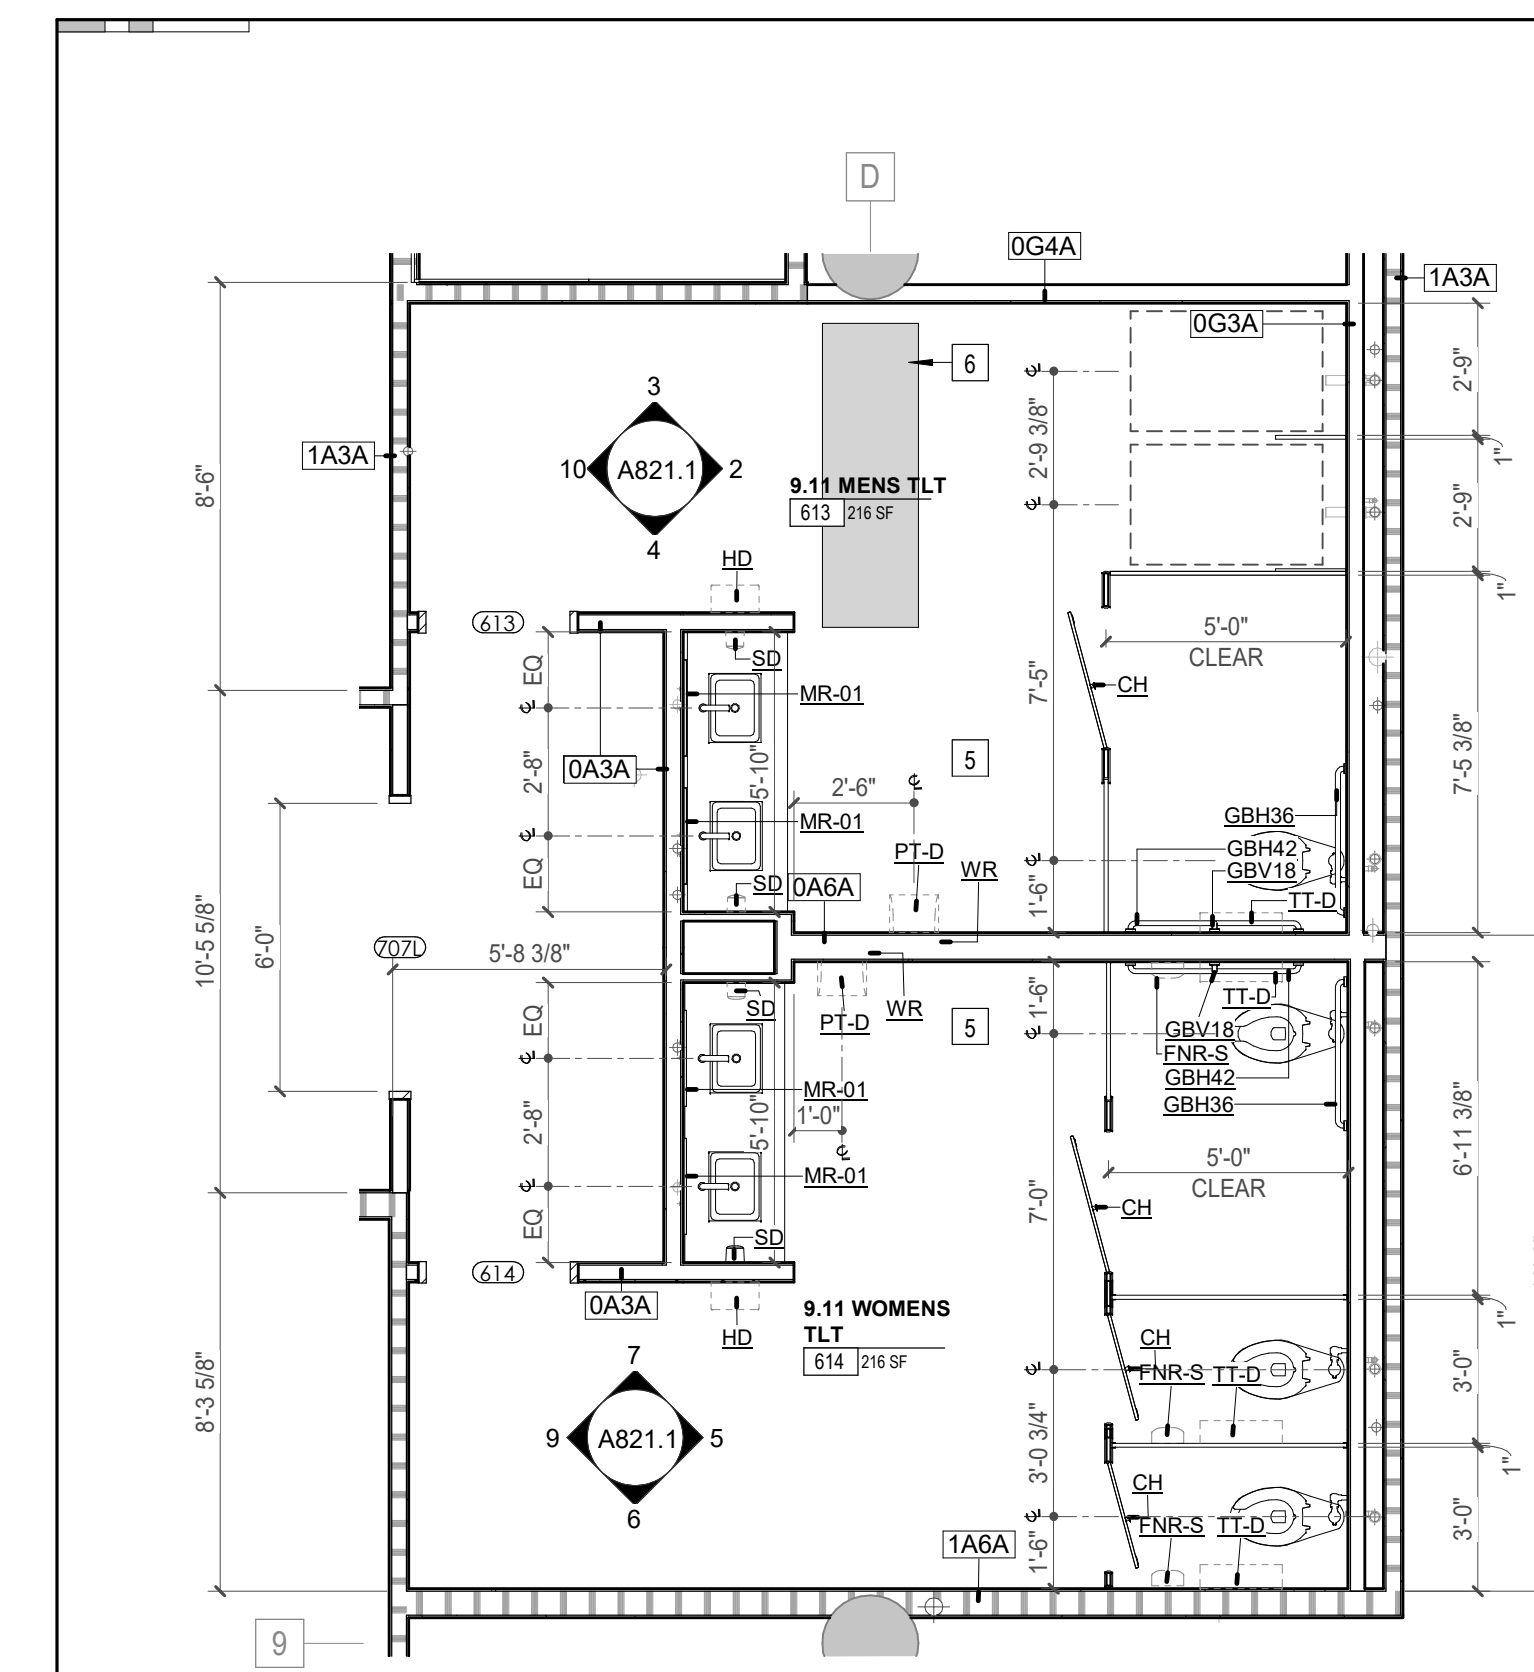 D
0G4A
1A3A
0G3A
6
2'-9"
3
2'-9 3/8"
1"
1A3A
10
A821.1
2
8'-6"
9.11 MENS TLT
613
216 SF
2'-9"
4
HD
1"
613
5'-0"
CLEAR
EQ
SD
MR-01
CH
7'-5"
5
7'-5 3/8"
0A3A
2'-8"
5'-10"
2'-6"
MR-01
GBH36
GBH42
PT-D
GBV18
WR
EQ
SD
0A6A
TT-D
1'-6"
707L
5'-8 3/8"
10'-5 5/8"
6'-0"
1'-6"
TT-D
SD
WR
EQ
PT-D
5
GBV18
FNR-S
GBH42
MR-01
GBH36
1'-0"
2'-8"
5'-10"
6'-11 3/8"
5'-0"
CLEAR
MR-01
7'-0"
CH
EQ
SD
614
0A3A
9.11 WOMENS
TLT
614
216 SF
HD
1"
CH
7
FNR-S
TT-D
3'-0"
8'-3 5/8"
9
A821.1
5
3'-0 3/4"
1"
CH
6
FNR-S
TT-D
3'-0"
1A6A
1'-6"
9